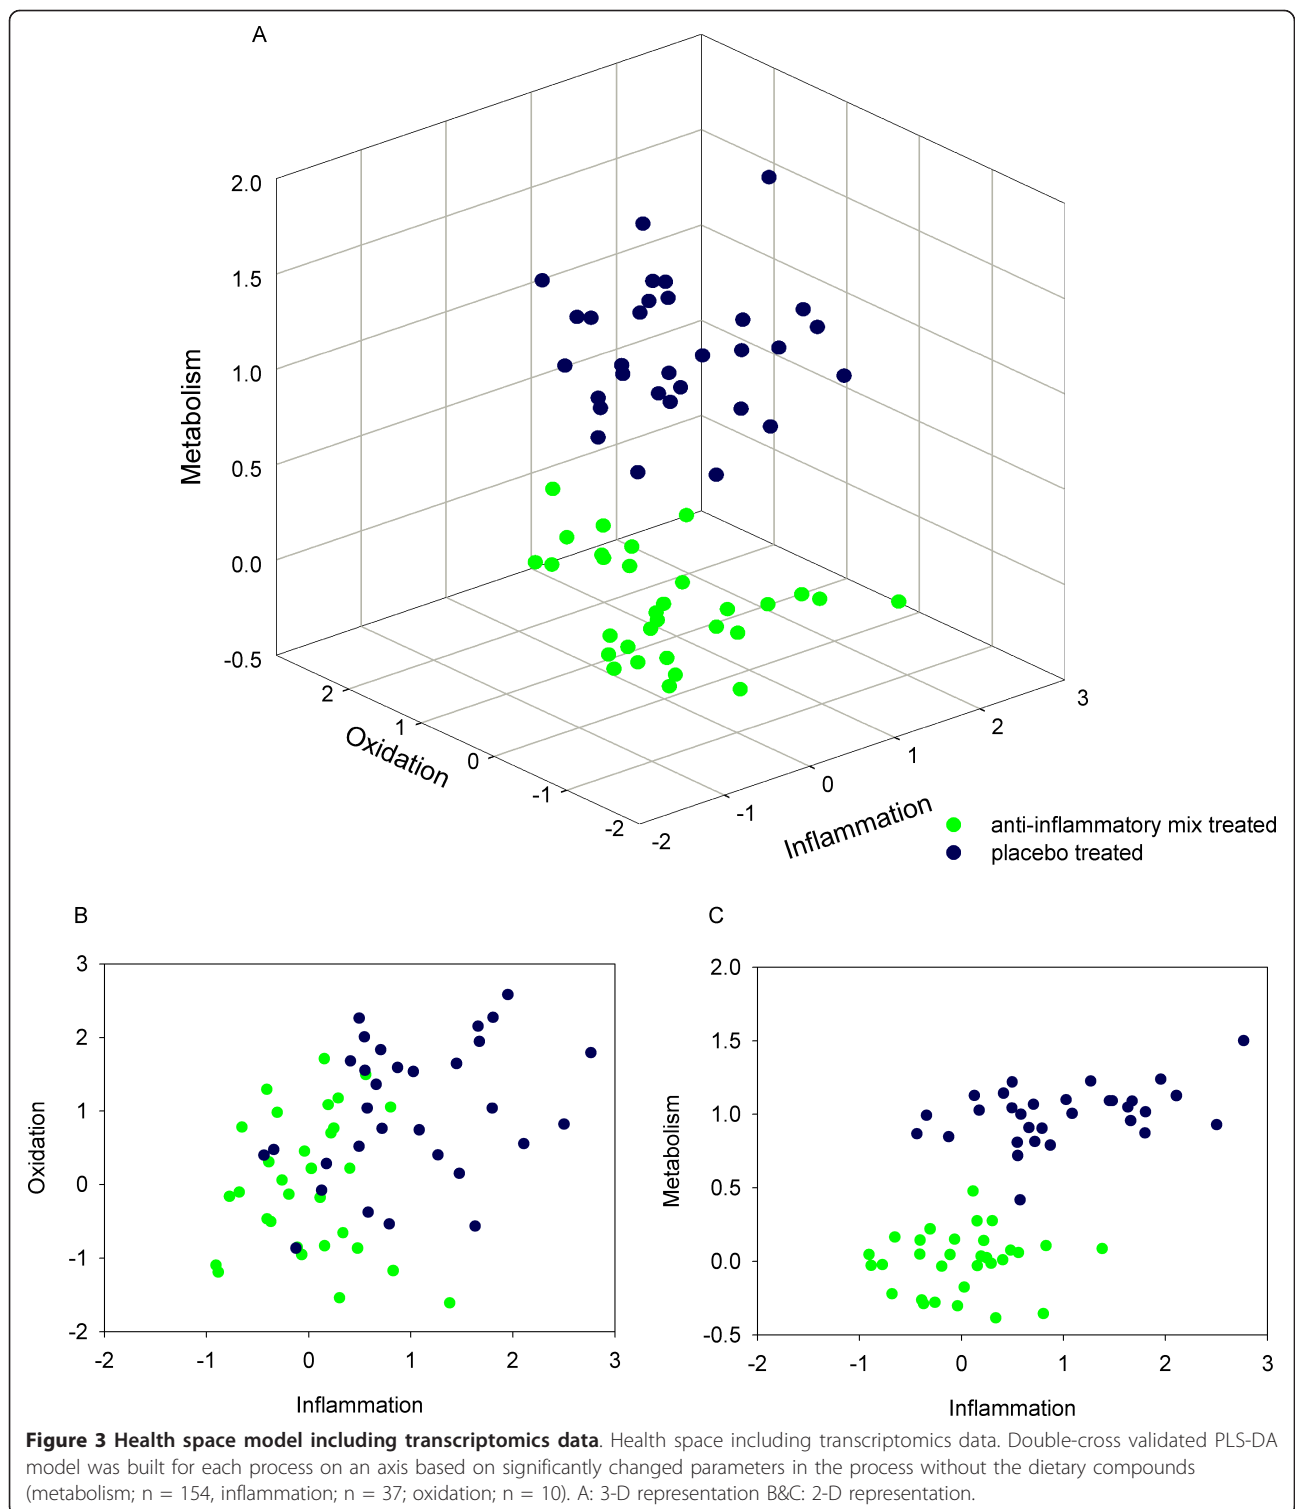 A
2.0
1.5
1.0
0.5
0.0
-0.5
Metabolism
2
1
0
-1
-2
Oxidation
-2
-1
0
1
2
3
Inflammation
anti-inflammatory mix treated
placebo treated
B
3
2
1
0
-1
-2
Oxidation
-2 -1 0 1 2 3
Inflammation
C
2.0
1.5
1.0
0.5
0.0
-0.5
Metabolism
-2 -1 0 1 2 3
Inflammation
Figure 3 Health space model including transcriptomics data. Health space including transcriptomics data. Double-cross validated PLS-DA
model was built for each process on an axis based on significantly changed parameters in the process without the dietary compounds
(metabolism; n = 154, inflammation; n = 37; oxidation; n = 10). A: 3-D representation B&C: 2-D representation.